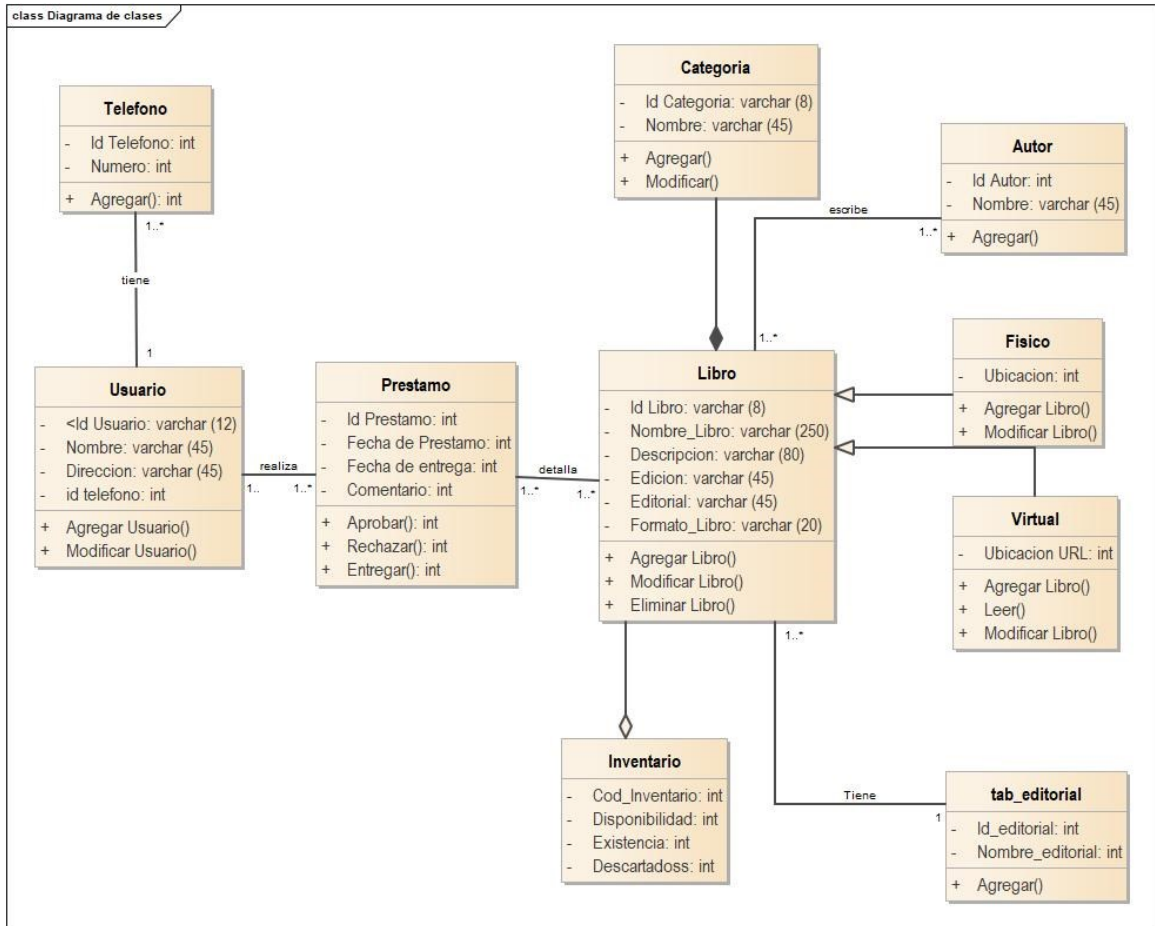 class Diagrama de clases
Telefono
- Id Telefono: int
- Numero: int
+ Agregar(): int
1..*
tiene
1
Categoria
- Id Categoria: varchar (8)
- Nombre: varchar (45)
+ Agregar()
+ Modificar()
Autor
- Id Autor: int
- Nombre: varchar (45)
+ Agregar()
escribe
1..*
1..*
Usuario
- <Id Usuario: varchar (12)
- Nombre: varchar (45)
- Direccion: varchar (45)
- id telefono: int
+ Agregar Usuario()
+ Modificar Usuario()
realiza
1..
1..*
Prestamo
- Id Prestamo: int
- Fecha de Prestamo: int
- Fecha de entrega: int
- Comentario: int
+ Aprobar(): int
+ Rechazar(): int
+ Entregar(): int
detalla
1..*
1..*
Libro
- Id Libro: varchar (8)
- Nombre_Libro: varchar (250)
- Descripcion: varchar (80)
- Edicion: varchar (45)
- Editorial: varchar (45)
- Formato_Libro: varchar (20)
+ Agregar Libro()
+ Modificar Libro()
+ Eliminar Libro()
Fisico
- Ubicacion: int
+ Agregar Libro()
+ Modificar Libro()
Virtual
- Ubicacion URL: int
+ Agregar Libro()
+ Leer()
+ Modificar Libro()
1..*
Tiene
1
Inventario
- Cod_Inventario: int
- Disponibilidad: int
- Existencia: int
- Descartadoss: int
tab_editorial
- Id_editorial: int
- Nombre_editorial: int
+ Agregar()